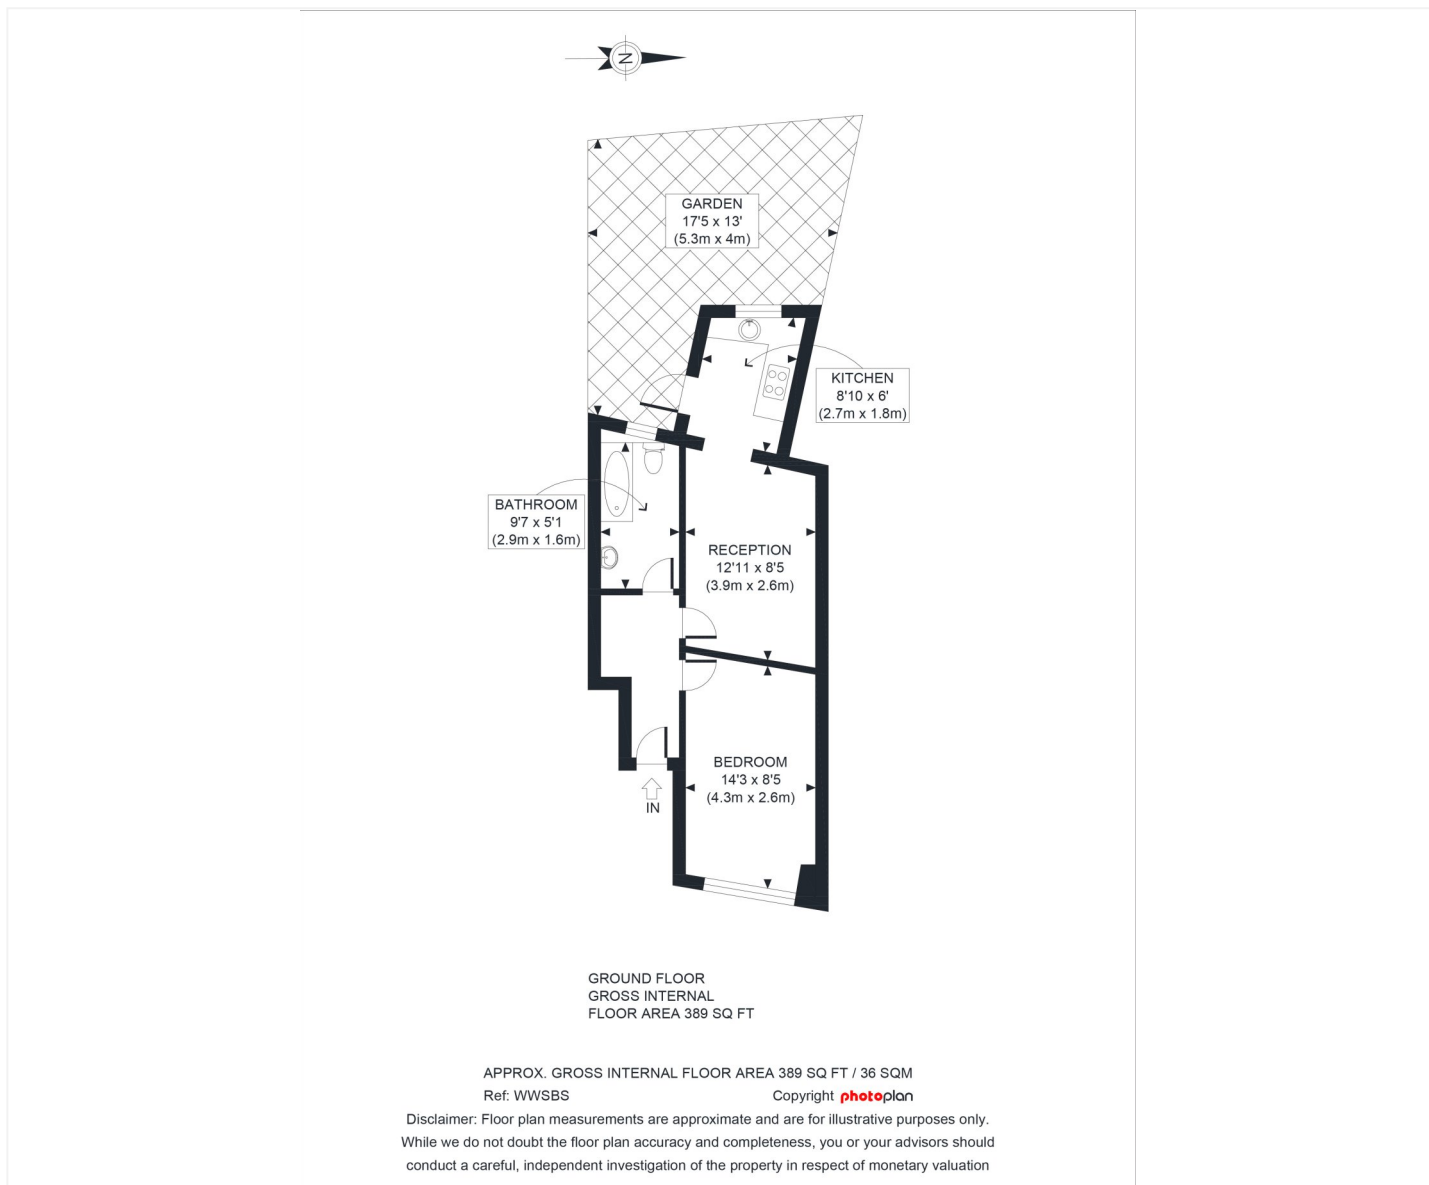 N
GARDEN
17'5 x 13'
(5.3m x 4m)
KITCHEN
8'10 x 6'
(2.7m x 1.8m)
BATHROOM
9'7 x 5'1
(2.9m x 1.6m)
RECEPTION
12'11 x 8'5
(3.9m x 2.6m)
BEDROOM
14'3 x 8'5
(4.3m x 2.6m)
IN
GROUND FLOOR
GROSS INTERNAL
FLOOR AREA 389 SQ FT
APPROX. GROSS INTERNAL FLOOR AREA 389 SQ FT / 36 SQM
Ref: WWSBS Copyright photoplan
Disclaimer: Floor plan measurements are approximate and are for illustrative purposes only.
While we do not doubt the floor plan accuracy and completeness, you or your advisors should
conduct a careful, independent investigation of the property in respect of monetary valuation